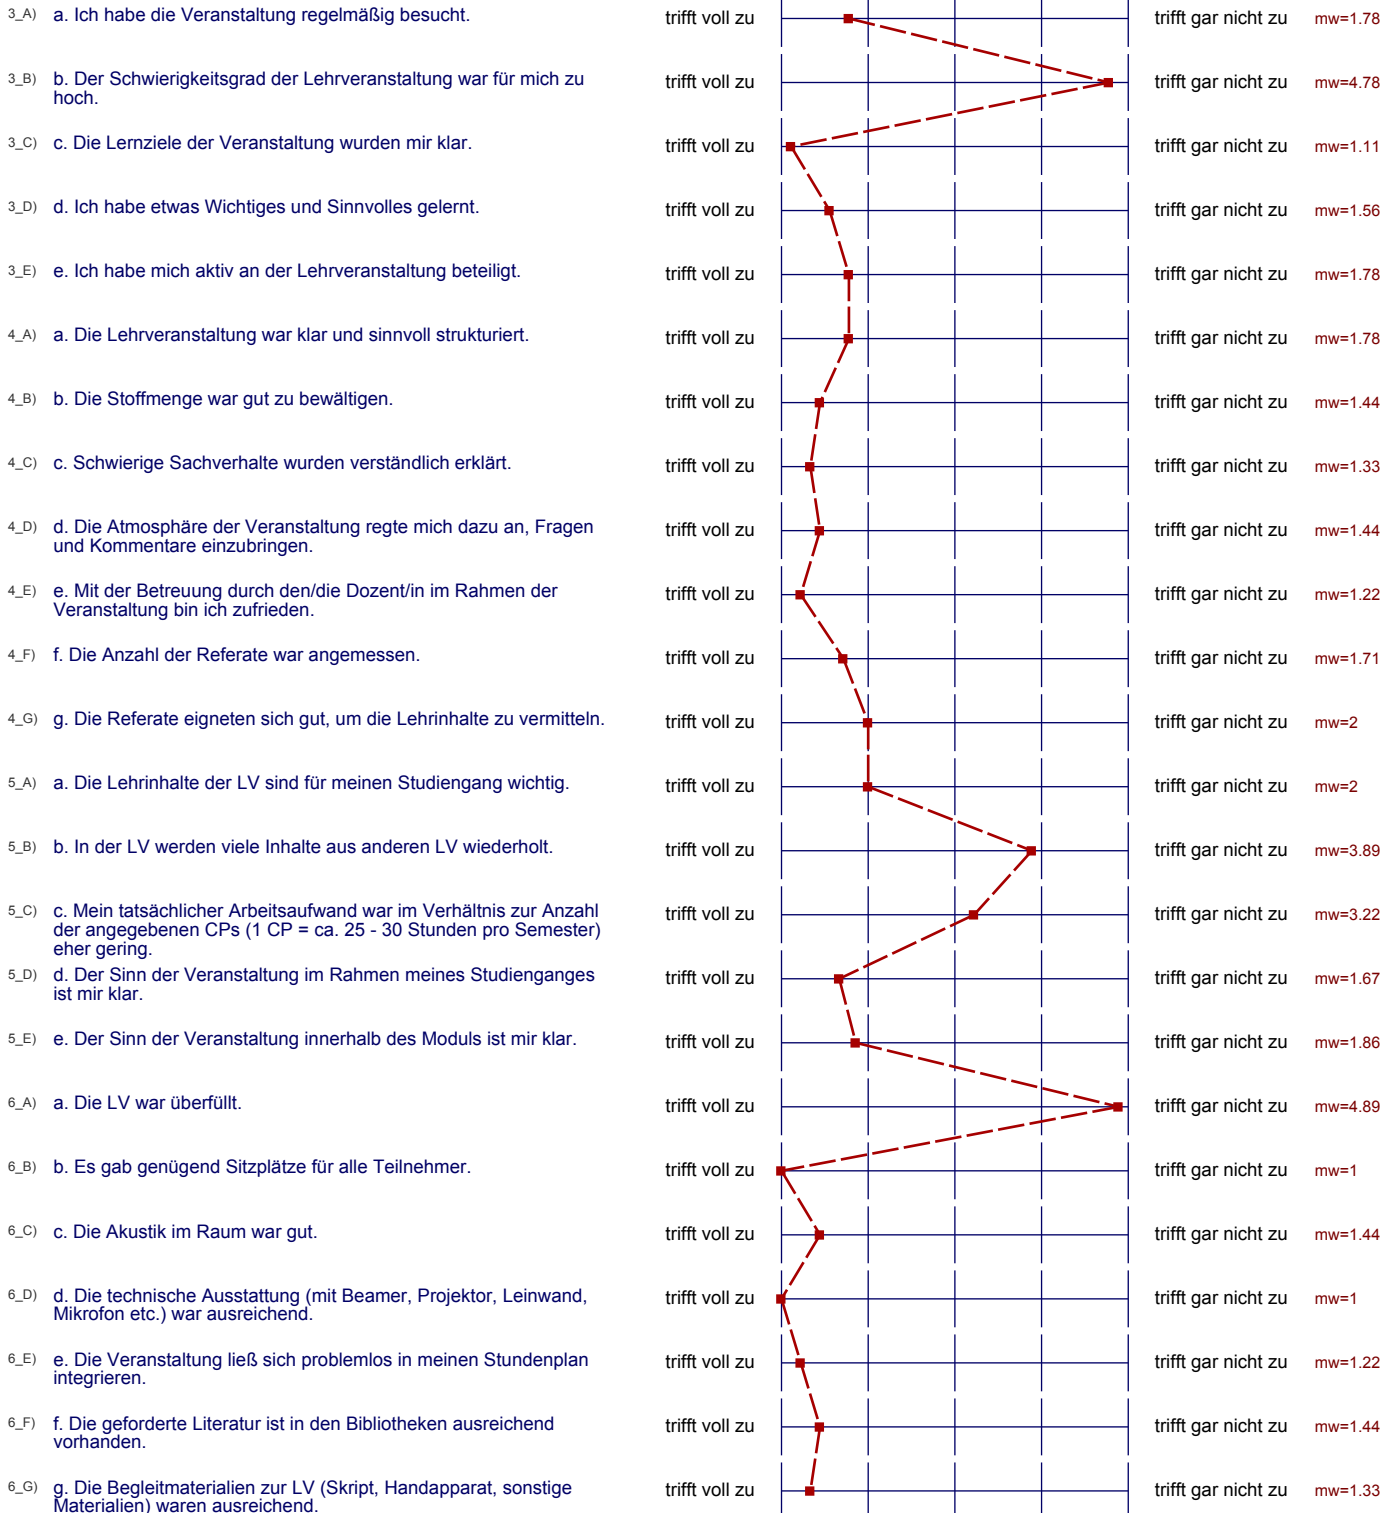 3_A) a. Ich habe die Veranstaltung regelmäßig besucht. trifft voll zu trifft gar nicht zu mw=1.78
3_B) b. Der Schwierigkeitsgrad der Lehrveranstaltung war für mich zu trifft voll zu trifft gar nicht zu mw=4.78
hoch.
3_C) c. Die Lernziele der Veranstaltung wurden mir klar. trifft voll zu trifft gar nicht zu mw=1.11
3_D) d. Ich habe etwas Wichtiges und Sinnvolles gelernt. trifft voll zu trifft gar nicht zu mw=1.56
3_E) e. Ich habe mich aktiv an der Lehrveranstaltung beteiligt. trifft voll zu trifft gar nicht zu mw=1.78
4_A) a. Die Lehrveranstaltung war klar und sinnvoll strukturiert. trifft voll zu trifft gar nicht zu mw=1.78
4_B) b. Die Stoffmenge war gut zu bewältigen. trifft voll zu trifft gar nicht zu mw=1.44
4_C) c. Schwierige Sachverhalte wurden verständlich erklärt. trifft voll zu trifft gar nicht zu mw=1.33
4_D) d. Die Atmosphäre der Veranstaltung regte mich dazu an, Fragen trifft voll zu trifft gar nicht zu mw=1.44
und Kommentare einzubringen.
4_E) e. Mit der Betreuung durch den/die Dozent/in im Rahmen der trifft voll zu trifft gar nicht zu mw=1.22
Veranstaltung bin ich zufrieden.
4_F) f. Die Anzahl der Referate war angemessen. trifft voll zu trifft gar nicht zu mw=1.71
4_G) g. Die Referate eigneten sich gut, um die Lehrinhalte zu vermitteln. trifft voll zu trifft gar nicht zu mw=2
5_A) a. Die Lehrinhalte der LV sind für meinen Studiengang wichtig. trifft voll zu trifft gar nicht zu mw=2
5_B) b. In der LV werden viele Inhalte aus anderen LV wiederholt. trifft voll zu trifft gar nicht zu mw=3.89
5_C) c. Mein tatsächlicher Arbeitsaufwand war im Verhältnis zur Anzahl trifft voll zu trifft gar nicht zu mw=3.22
der angegebenen CPs (1 CP = ca. 25 - 30 Stunden pro Semester)
eher gering.
5_D) d. Der Sinn der Veranstaltung im Rahmen meines Studienganges trifft voll zu trifft gar nicht zu mw=1.67
ist mir klar.
5_E) e. Der Sinn der Veranstaltung innerhalb des Moduls ist mir klar. trifft voll zu trifft gar nicht zu mw=1.86
6_A) a. Die LV war überfüllt. trifft voll zu trifft gar nicht zu mw=4.89
6_B) b. Es gab genügend Sitzplätze für alle Teilnehmer. trifft voll zu trifft gar nicht zu mw=1
6_C) c. Die Akustik im Raum war gut. trifft voll zu trifft gar nicht zu mw=1.44
6_D) d. Die technische Ausstattung (mit Beamer, Projektor, Leinwand, trifft voll zu trifft gar nicht zu mw=1
Mikrofon etc.) war ausreichend.
6_E) e. Die Veranstaltung ließ sich problemlos in meinen Stundenplan trifft voll zu trifft gar nicht zu mw=1.22
integrieren.
6_F) f. Die geforderte Literatur ist in den Bibliotheken ausreichend trifft voll zu trifft gar nicht zu mw=1.44
vorhanden.
6_G) g. Die Begleitmaterialien zur LV (Skript, Handapparat, sonstige trifft voll zu trifft gar nicht zu mw=1.33
Materialien) waren ausreichend.